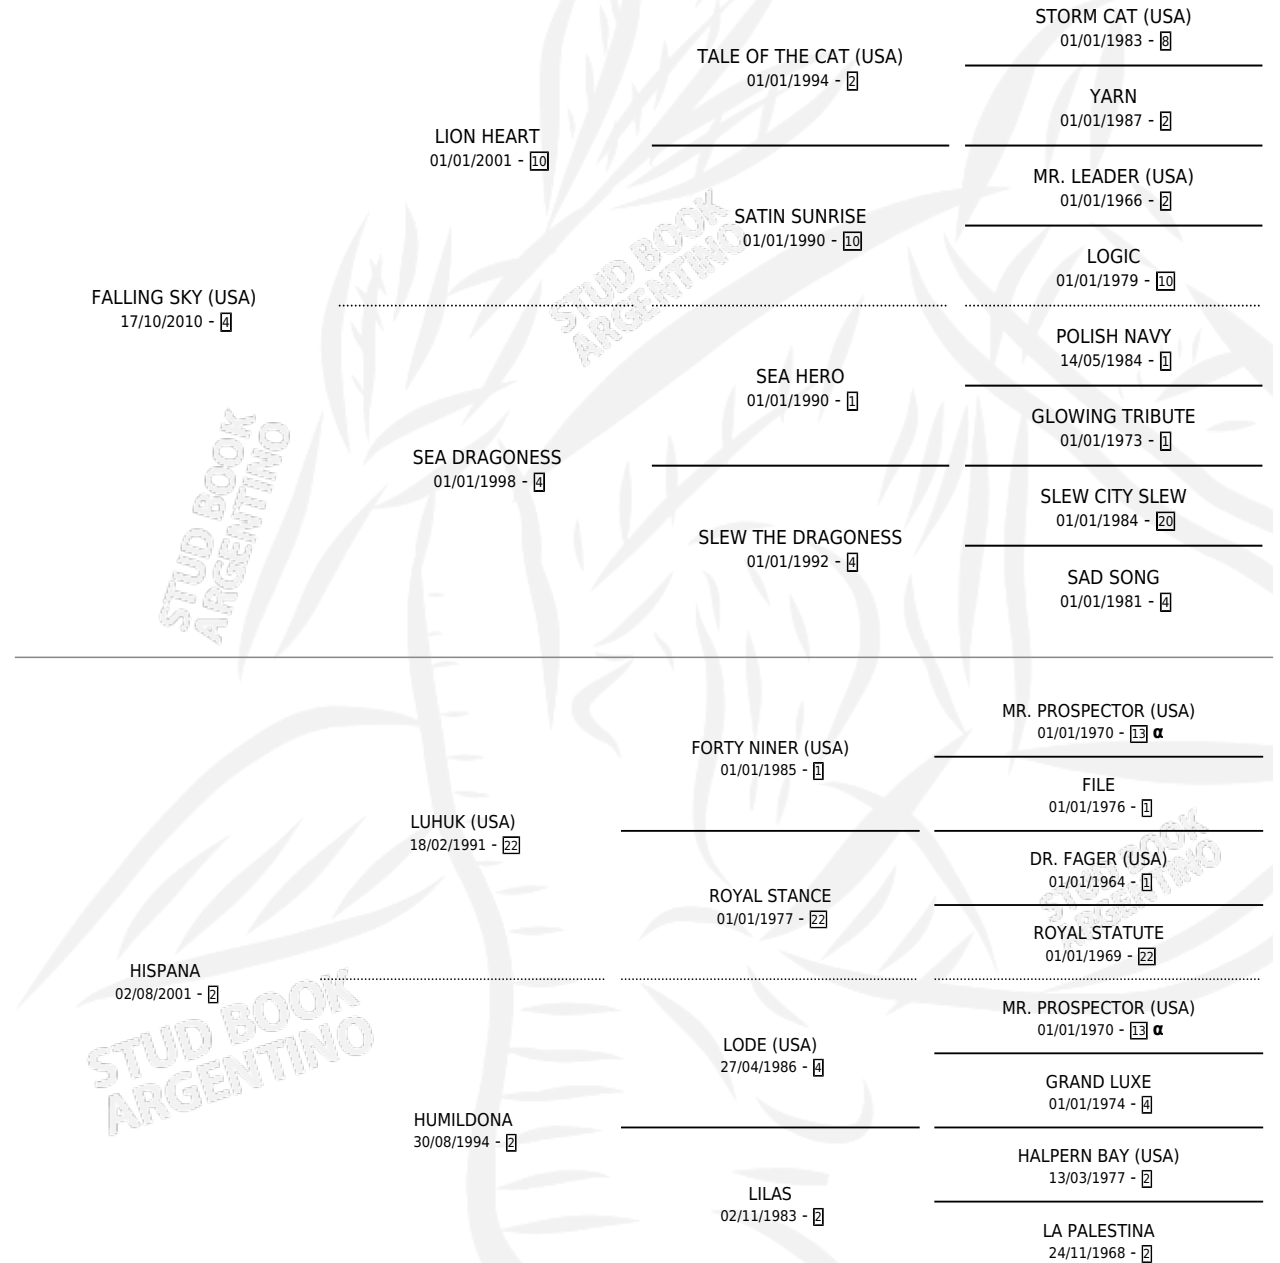 FALLING SKY (USA)
17/10/2010 - 4
LION HEART
01/01/2001 - 10
TALE OF THE CAT (USA)
01/01/1994 - 2
STORM CAT (USA)
01/01/1983 - 8
YARN
01/01/1987 - 2
SATIN SUNRISE
01/01/1990 - 10
MR. LEADER (USA)
01/01/1966 - 2
LOGIC
01/01/1979 - 10
SEA DRAGONESS
01/01/1998 - 4
SEA HERO
01/01/1990 - 1
POLISH NAVY
14/05/1984 - 1
GLOWING TRIBUTE
01/01/1973 - 1
SLEW THE DRAGONESS
01/01/1992 - 4
SLEW CITY SLEW
01/01/1984 - 20
SAD SONG
01/01/1981 - 4
HISPANA
02/08/2001 - 2
LUHUK (USA)
18/02/1991 - 22
FORTY NINER (USA)
01/01/1985 - 1
MR. PROSPECTOR (USA)
01/01/1970 - 13 α
FILE
01/01/1976 - 1
ROYAL STANCE
01/01/1977 - 22
DR. FAGER (USA)
01/01/1964 - 1
ROYAL STATUTE
01/01/1969 - 22
HUMILDONA
30/08/1994 - 2
LODE (USA)
27/04/1986 - 4
MR. PROSPECTOR (USA)
01/01/1970 - 13 α
GRAND LUXE
01/01/1974 - 4
LILAS
02/11/1983 - 2
HALPERN BAY (USA)
13/03/1977 - 2
LA PALESTINA
24/11/1968 - 2
STUD BOOK
ARGENTINO
STUD BOOK
ARGENTINO
STUD BOOK
ARGENTINO
STUD BOOK
ARGENTINO